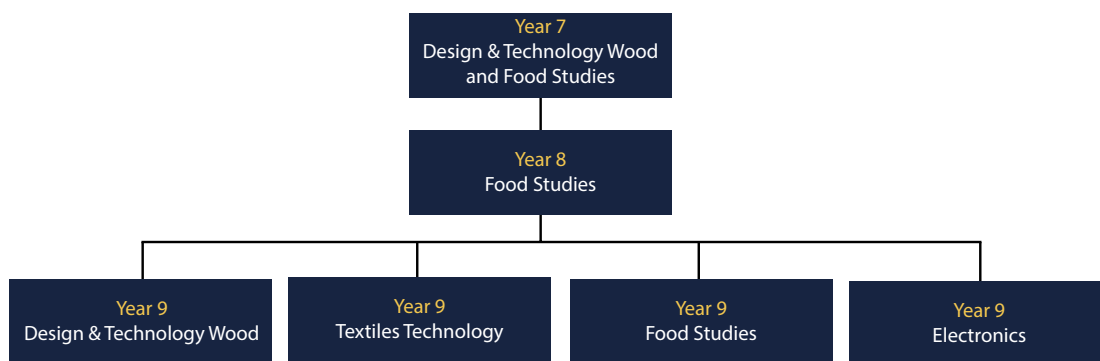 Year 7
Design & Technology Wood
and Food Studies
Year 8
Food Studies
Year 9
Design & Technology Wood
Year 9
Textiles Technology
Year 9
Food Studies
Year 9
Electronics